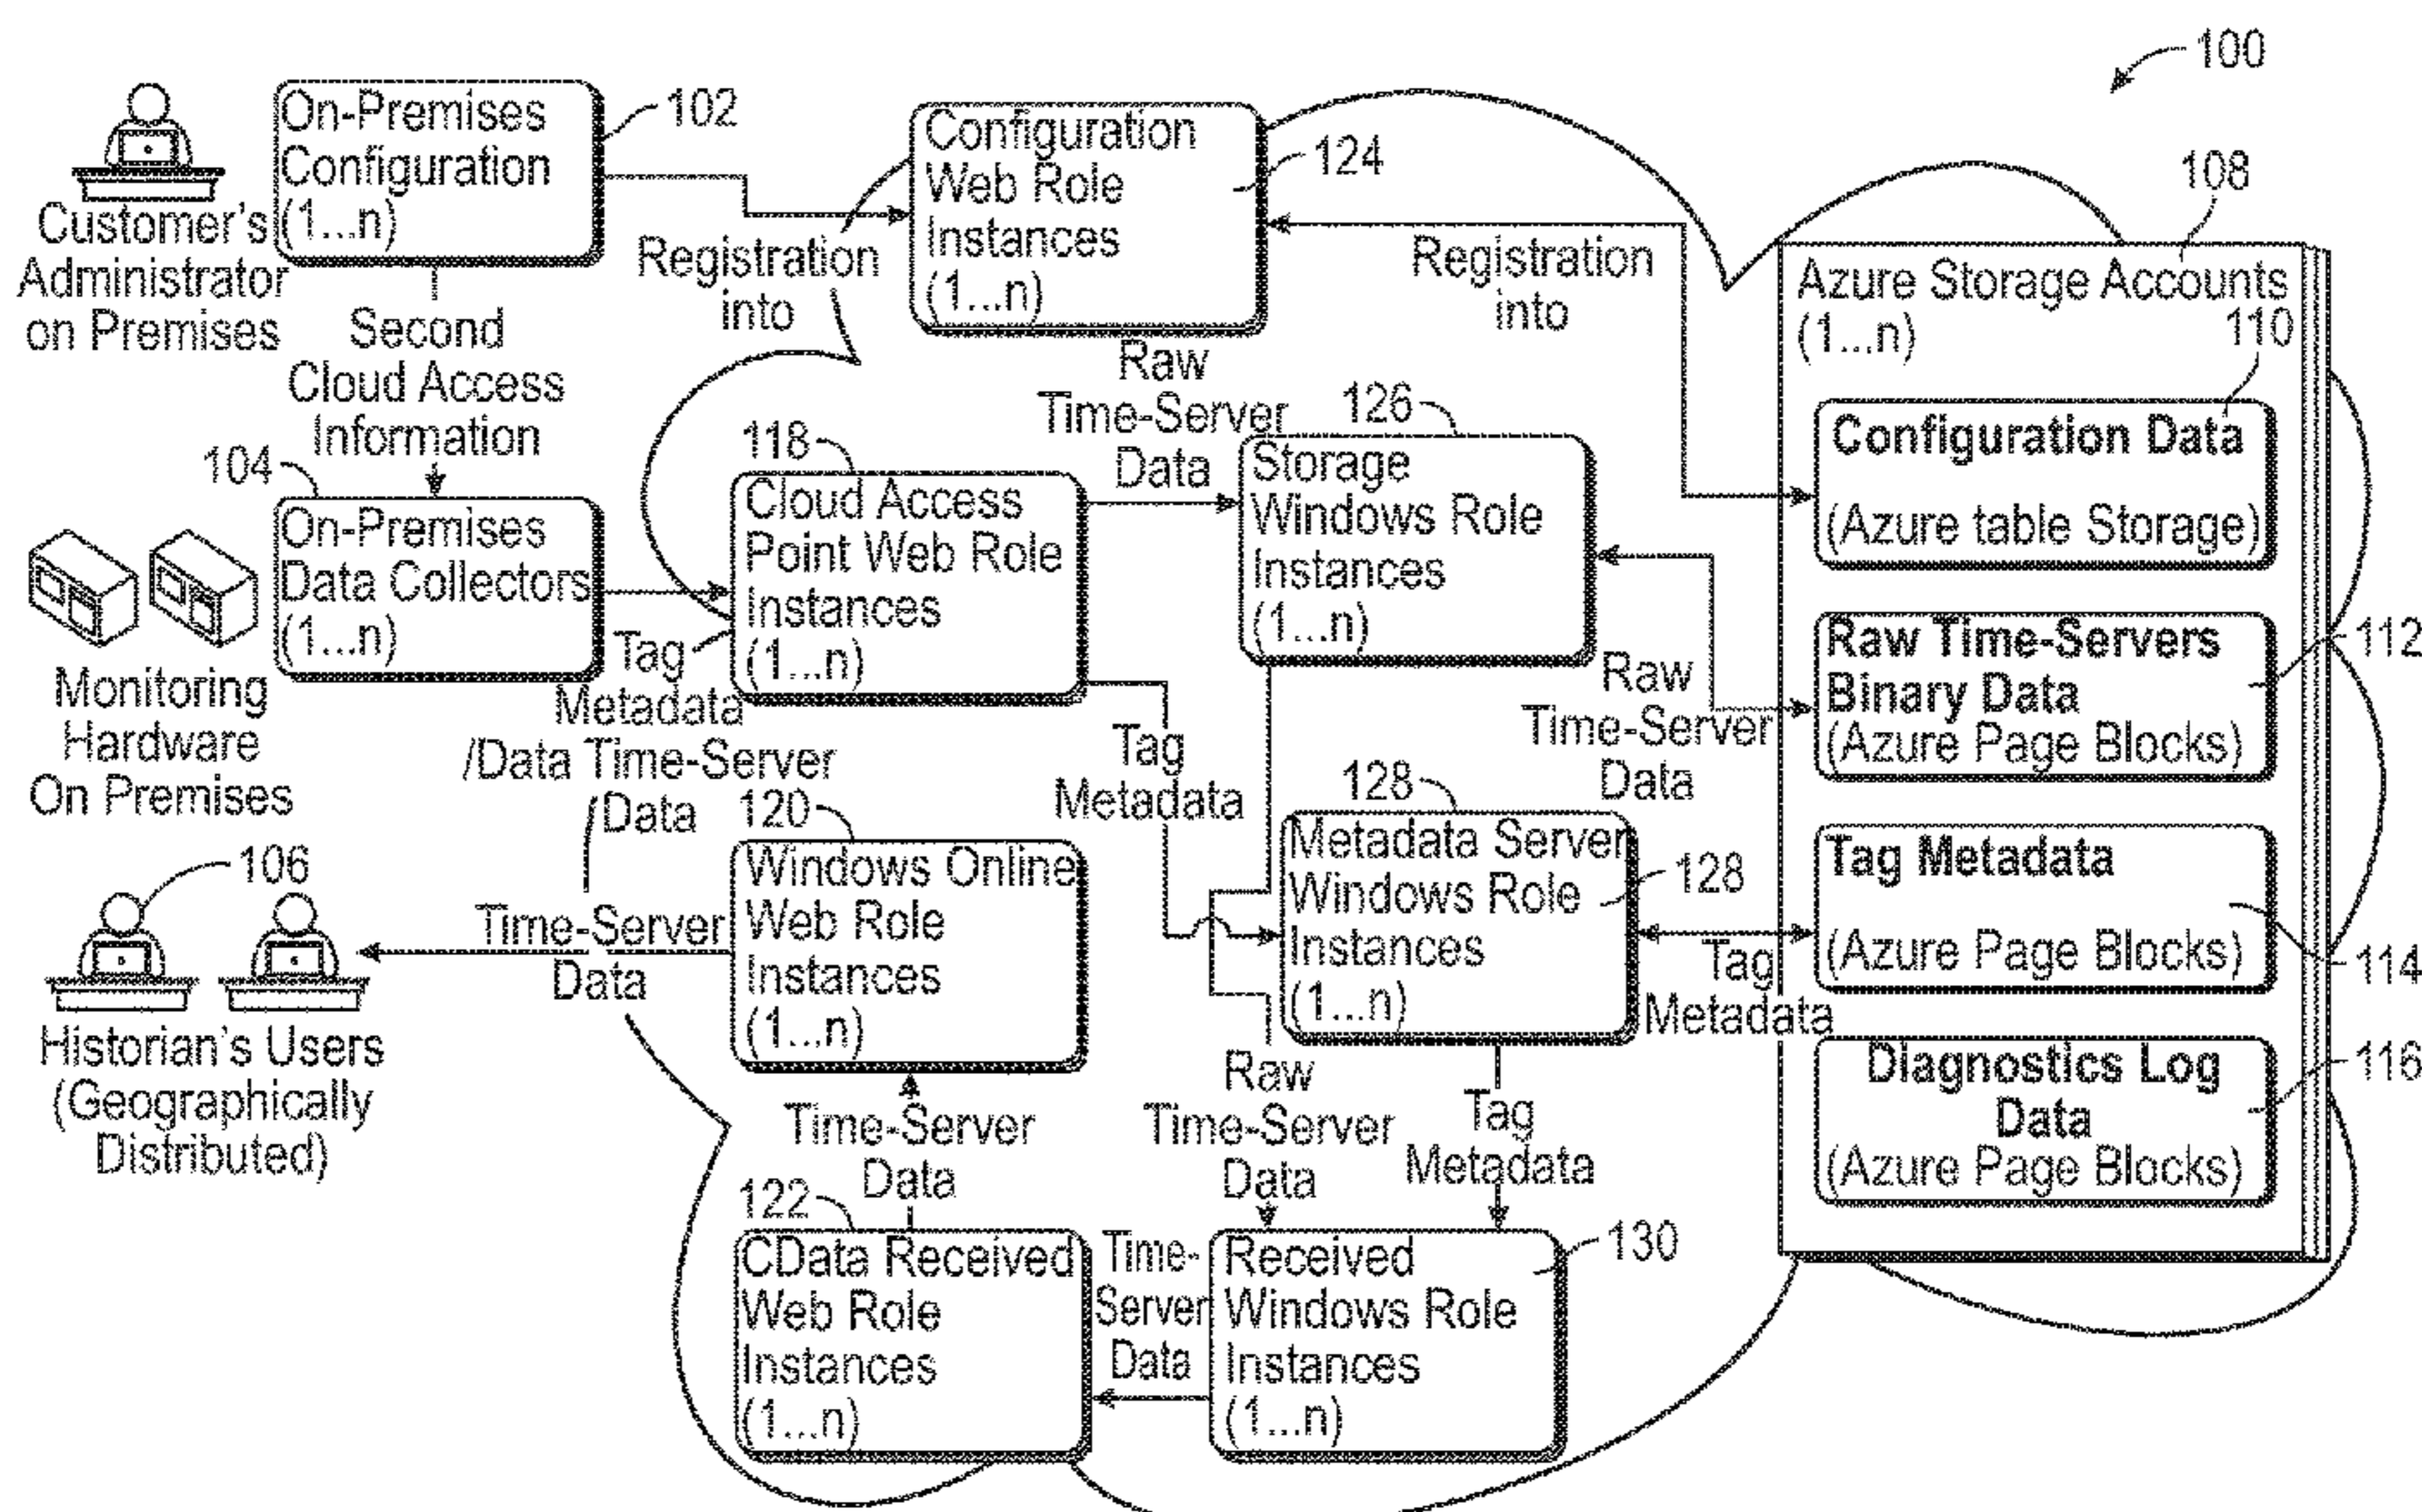 100
On-Premises
Configuration
(1...n)
102
Customer's
Administrator
on Premises
Registration
into
Configuration
Web Role
Instances
(1...n)
124
Registration
into
108
Azure Storage Accounts
(1...n)
110
Configuration Data
(Azure table Storage)
Raw Time-Servers
Binary Data
(Azure Page Blocks)
112
Tag Metadata
(Azure Page Blocks)
114
Diagnostics Log
Data
(Azure Page Blocks)
116
Second
Cloud Access
Information
104
On-Premises
Data Collectors
(1...n)
Monitoring
Hardware
On Premises
118
Cloud Access
Point Web Role
Instances
(1...n)
Raw
Time-Server
Data
126
Storage
Windows Role
Instances
(1...n)
Raw
Time-Server
Data
Tag
Metadata
/Data Time-Server
Data
Tag
Metadata
128
Metadata Server
Windows Role
Instances
(1...n)
128
Tag
Metadata
106
Historian's Users
(Geographically
Distributed)
Time-Server
Data
120
Windows Online
Web Role
Instances
(1...n)
Time-Server
Data
Raw
Time-Server
Data
Tag
Metadata
122
CData Received
Web Role
Instances
(1...n)
Time-
Server
Data
Received
Windows Role
Instances
(1...n)
130